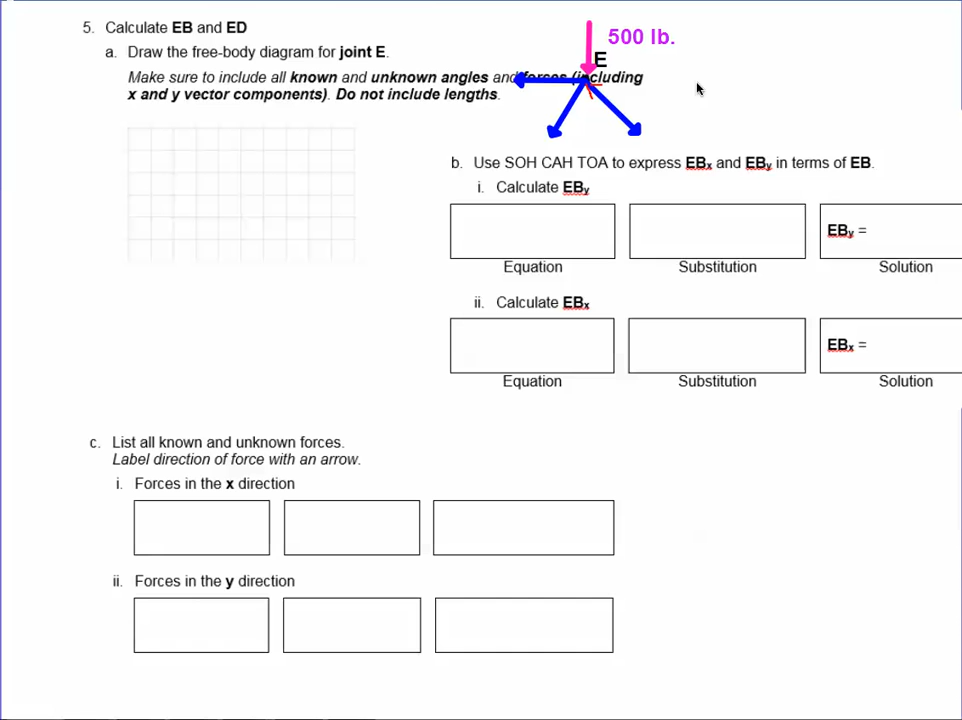 5. Calculate EB and ED
500 lb.
a. Draw the free-body diagram for joint E.
E
Make sure to include all known and unknown angles and forces (including
x and y vector components). Do not include lengths.
b. Use SOH CAH TOA to express EBx and EBy in terms of EB.
i. Calculate EBy
EBy =
Equation Substitution Solution
ii. Calculate EBx
EBx =
Equation Substitution Solution
c. List all known and unknown forces.
Label direction of force with an arrow.
i. Forces in the x direction
ii. Forces in the y direction